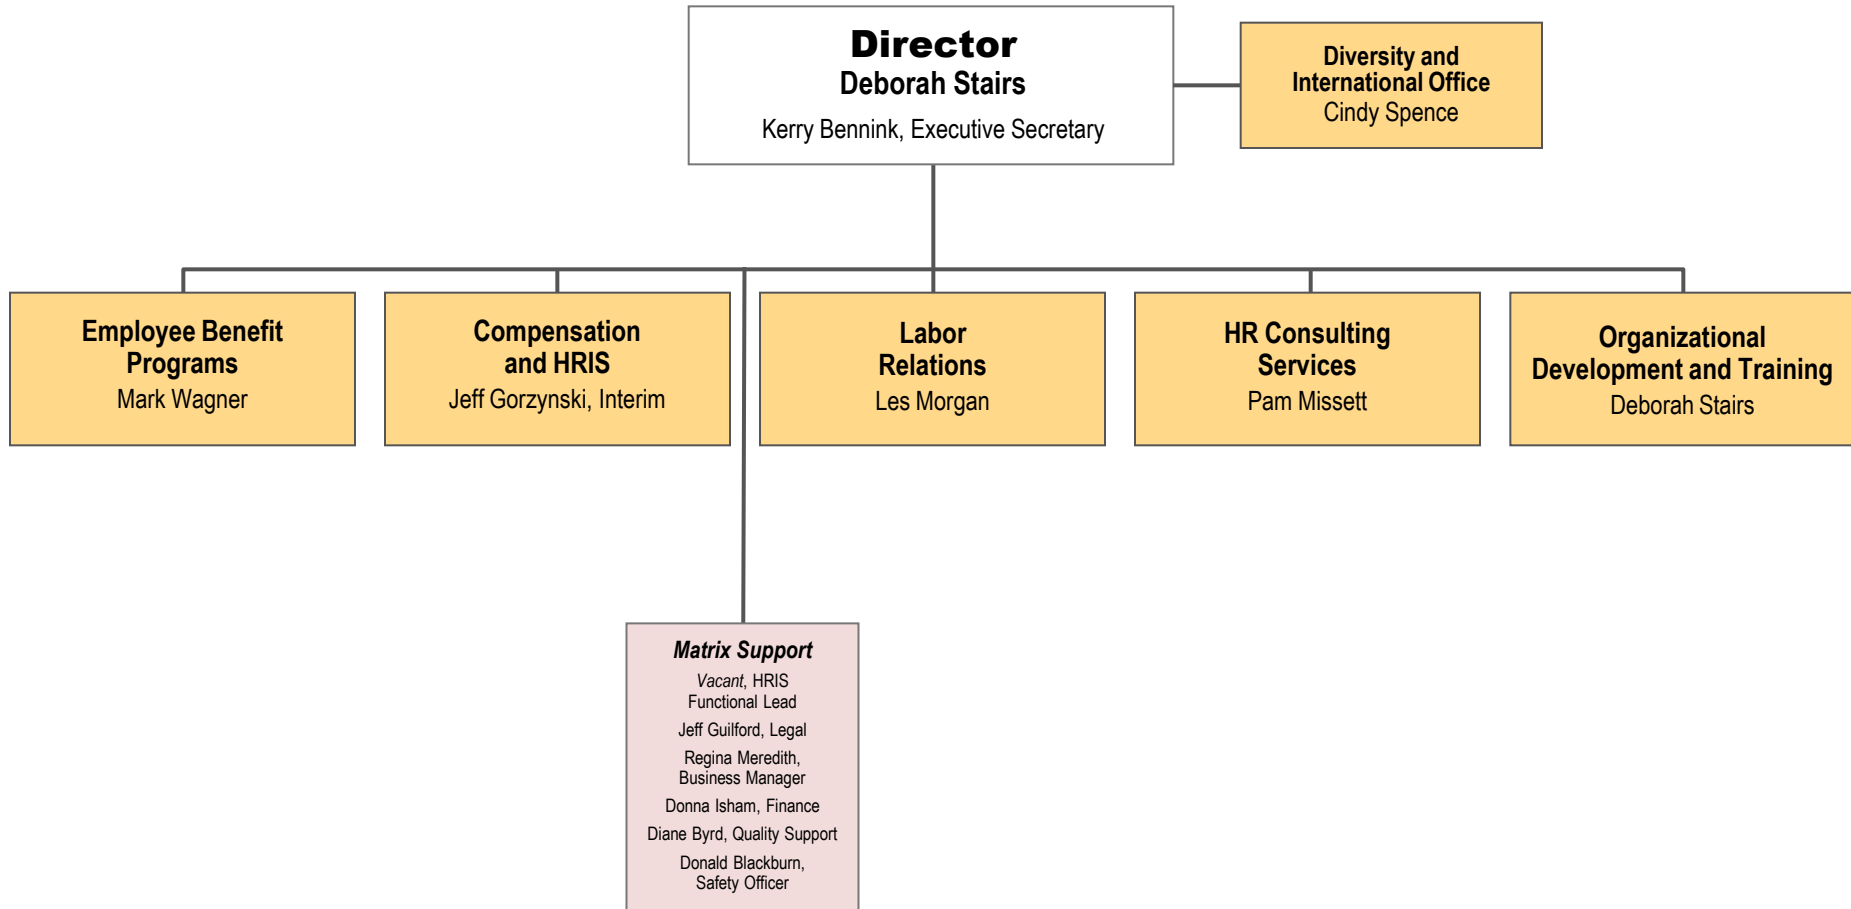 Director
Deborah Stairs
Kerry Bennink, Executive Secretary
Diversity and
International Office
Cindy Spence
Employee Benefit
Programs
Mark Wagner
Compensation
and HRIS
Jeff Gorzynski, Interim
Labor
Relations
Les Morgan
HR Consulting
Services
Pam Missett
Organizational
Development and Training
Deborah Stairs
Matrix Support
Vacant, HRIS
Functional Lead
Jeff Guilford, Legal
Regina Meredith,
Business Manager
Donna Isham, Finance
Diane Byrd, Quality Support
Donald Blackburn,
Safety Officer